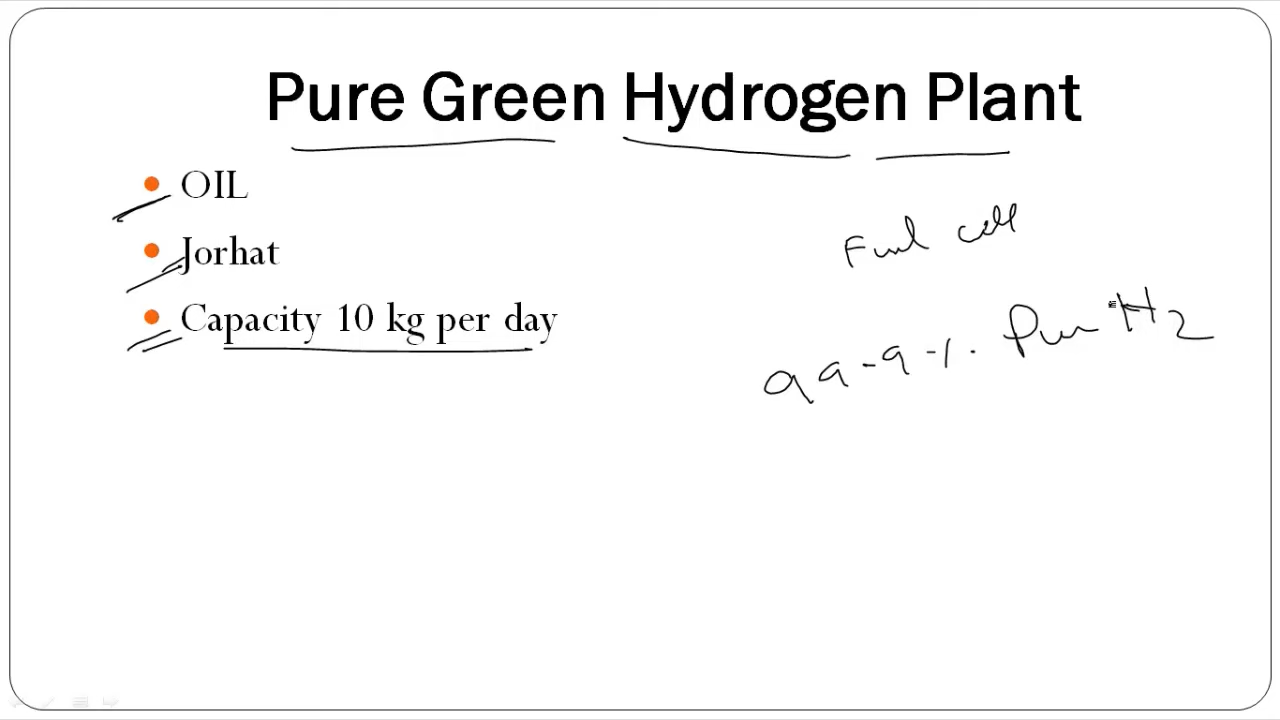 Pure Green Hydrogen Plant
OIL
Jorhat
Capacity 10 kg per day
Fuel cell
99.9%. Pure H2